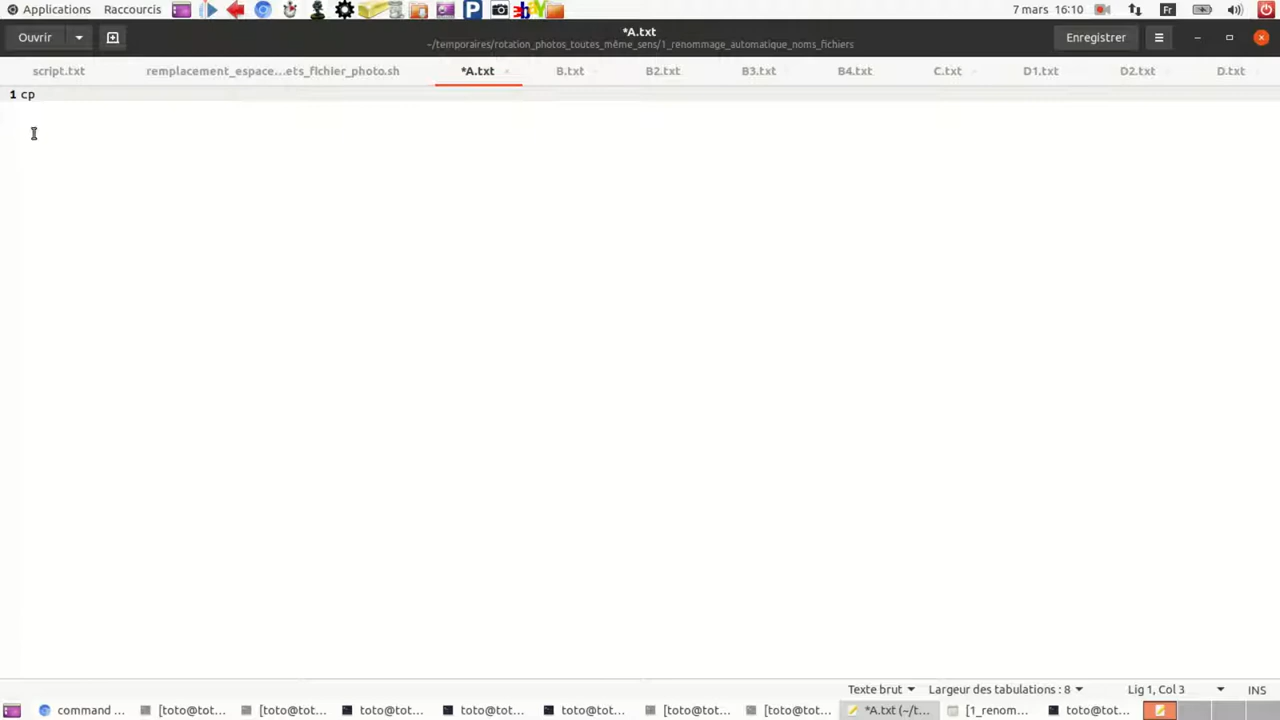 Applications Raccourcis 7 mars 16:10 Fr
Ouvrir *A.txt Enregistrer
~/temporaires/rotation_photos_toutes_même_sens/1_renommage_automatique_noms_fichiers
script.txt remplacement_espace...ets_fichier_photo.sh *A.txt B.txt B2.txt B3.txt B4.txt C.txt D1.txt D2.txt D.txt
1 cp
Texte brut Largeur des tabulations : 8 Lig 1, Col 3 INS
command ... [toto@tot... [toto@tot... toto@tot... toto@tot... toto@tot... [toto@tot... [toto@tot... *A.txt (~/t... [1_renom... toto@tot...